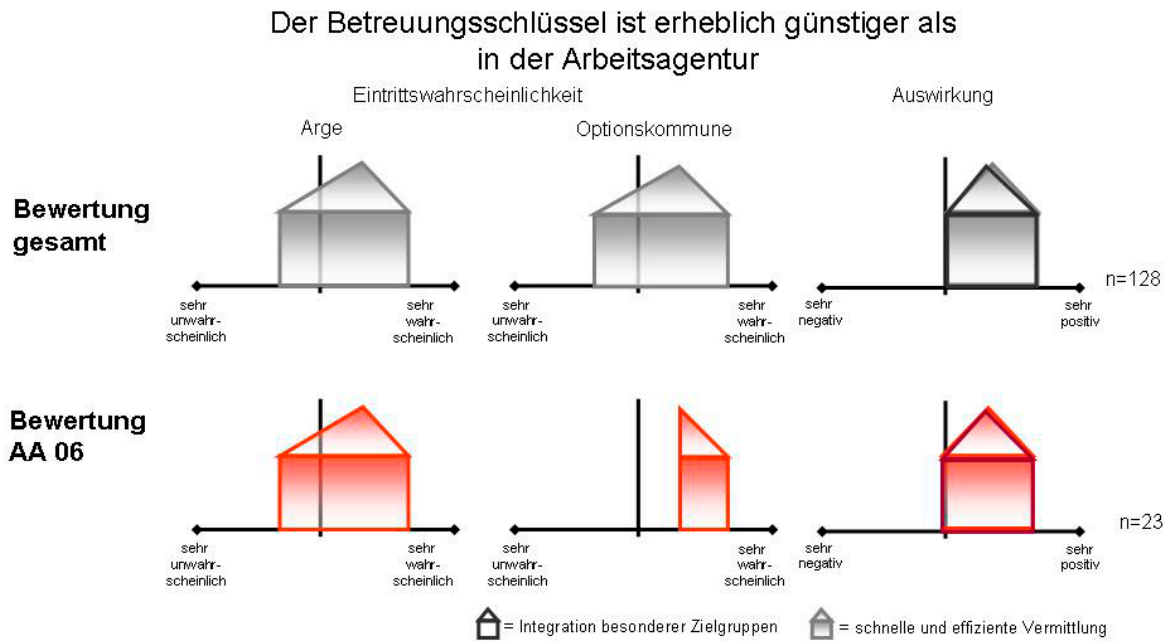 Der Betreuungsschlüssel ist erheblich günstiger als
in der Arbeitsagentur
Eintrittswahrscheinlichkeit
Auswirkung
Arge
Optionskommune
Bewertung
gesamt
sehr
unwahr-
scheinlich
sehr
wahr-
scheinlich
sehr
unwahr-
scheinlich
sehr
wahr-
scheinlich
sehr
negativ
sehr
positiv
n=128
Bewertung
AA 06
sehr
unwahr-
scheinlich
sehr
wahr-
scheinlich
sehr
unwahr-
scheinlich
sehr
wahr-
scheinlich
sehr
negativ
sehr
positiv
n=23
= Integration besonderer Zielgruppen
= schnelle und effiziente Vermittlung